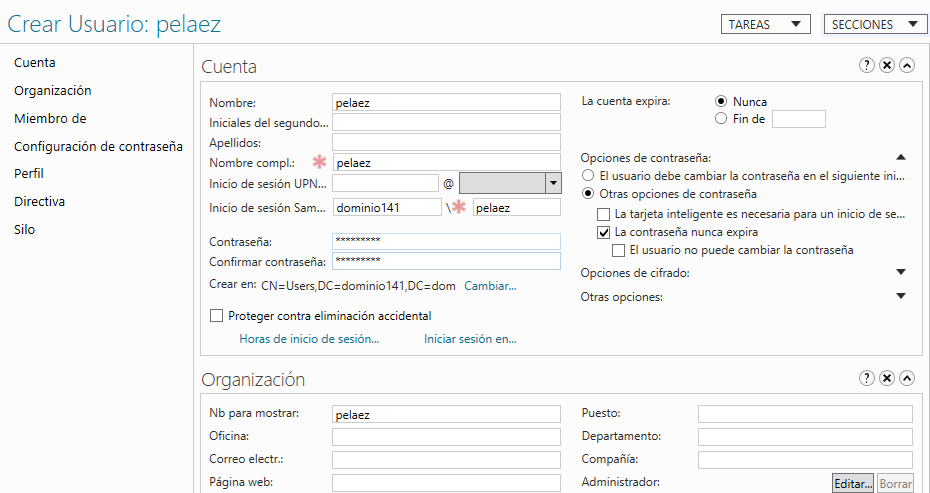 Crear Usuario: pelaez
TAREAS
SECCIONES
Cuenta
Organización
Miembro de
Configuración de contraseña
Perfil
Directiva
Silo
Cuenta
Nombre: pelaez
Iniciales del segundo...
Apellidos:
Nombre compl.: * pelaez
Inicio de sesión UPN... @
Inicio de sesión Sam... dominio141 \* pelaez
Contraseña: *********
Confirmar contraseña: *********
Crear en: CN=Users,DC=dominio141,DC=dom Cambiar...
Proteger contra eliminación accidental
Horas de inicio de sesión... Iniciar sesión en...
La cuenta expira: Nunca
Fin de
Opciones de contraseña:
El usuario debe cambiar la contraseña en el siguiente ini...
Otras opciones de contraseña
La tarjeta inteligente es necesaria para un inicio de se...
La contraseña nunca expira
El usuario no puede cambiar la contraseña
Opciones de cifrado:
Otras opciones:
Organización
Nb para mostrar: pelaez
Oficina:
Correo electr.:
Página web:
Puesto:
Departamento:
Compañía:
Administrador: Editar... Borrar